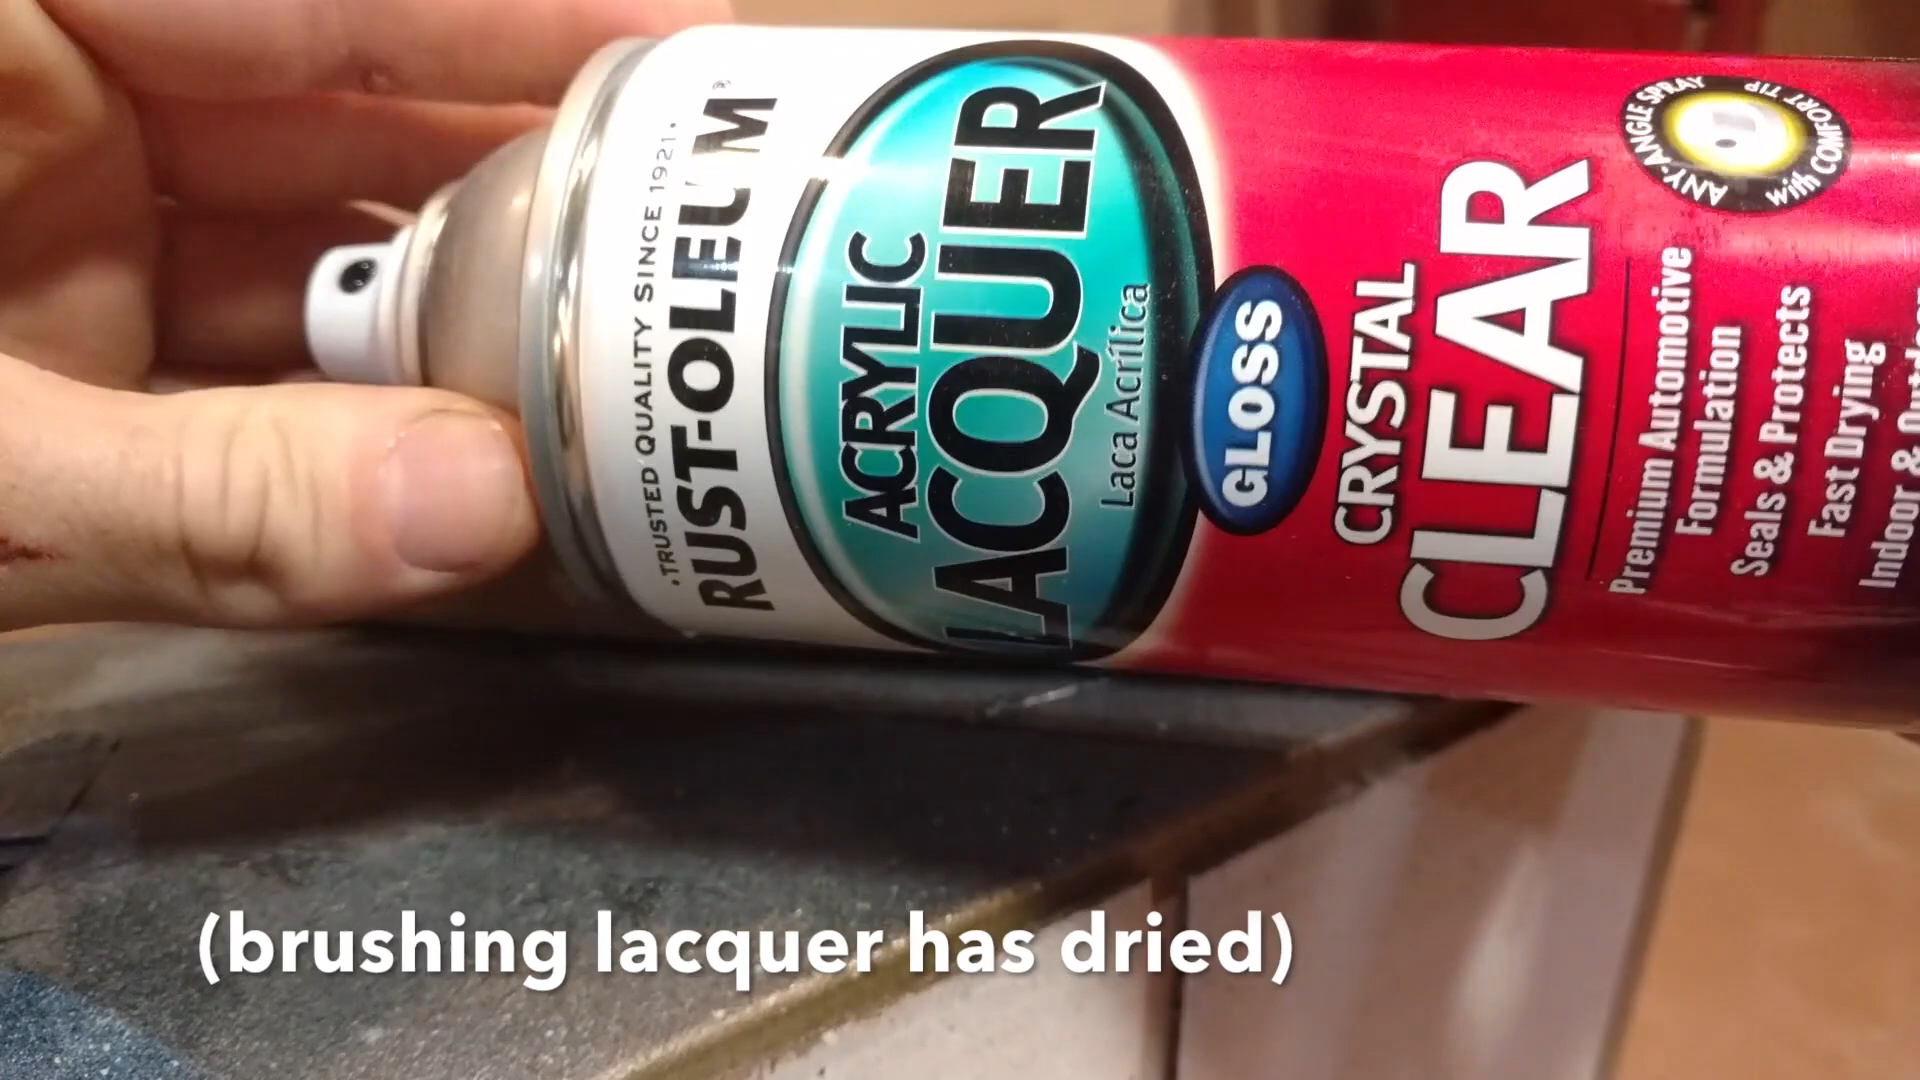 ·TRUSTED QUALITY SINCE 1921·
RUST-OLEUM®
ACRYLIC
LACQUER
Laca Acrílica
GLOSS
CRYSTAL
CLEAR
ANY-ANGLE SPRAY
with COMFORT TIP
Premium Automotive
Formulation
Seals & Protects
Fast Drying
Indoor &
(brushing lacquer has dried)